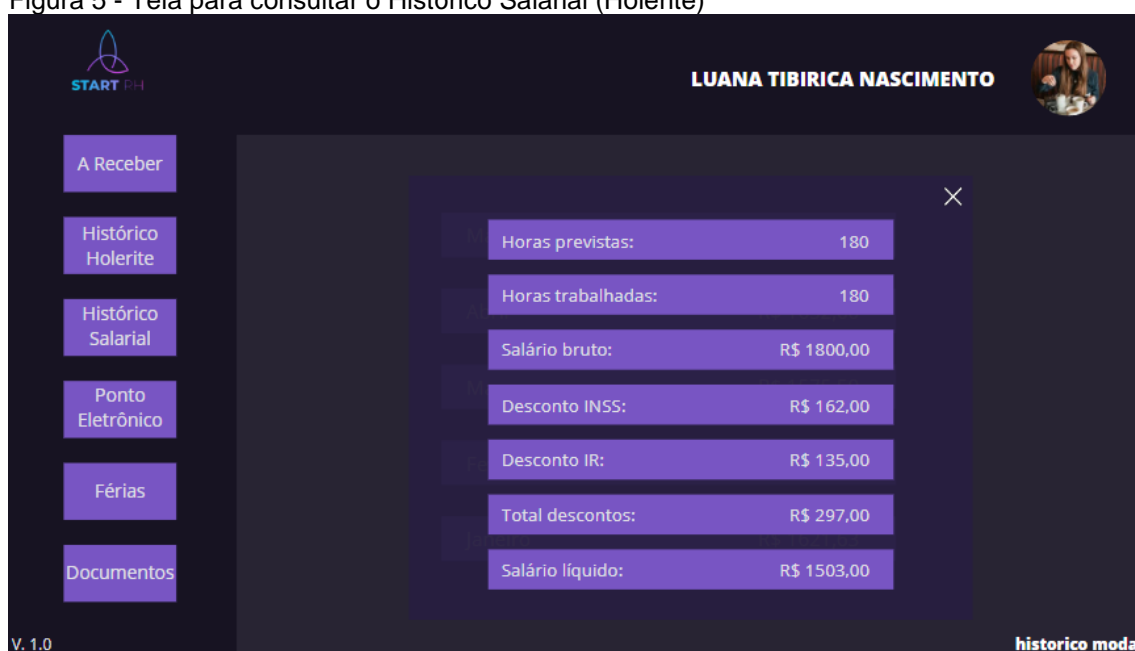 Figura 5 - Tela para consultar o Histórico Salarial (Holerite)
START RH
LUANA TIBIRICA NASCIMENTO
A Receber
Histórico
Holerite
Histórico
Salarial
Ponto
Eletrônico
Férias
Documentos
Horas previstas: 180
Horas trabalhadas: 180
Salário bruto: R$ 1800,00
Desconto INSS: R$ 162,00
Desconto IR: R$ 135,00
Total descontos: R$ 297,00
Janeiro
Salário líquido: R$ 1503,00
V. 1.0
historico moda